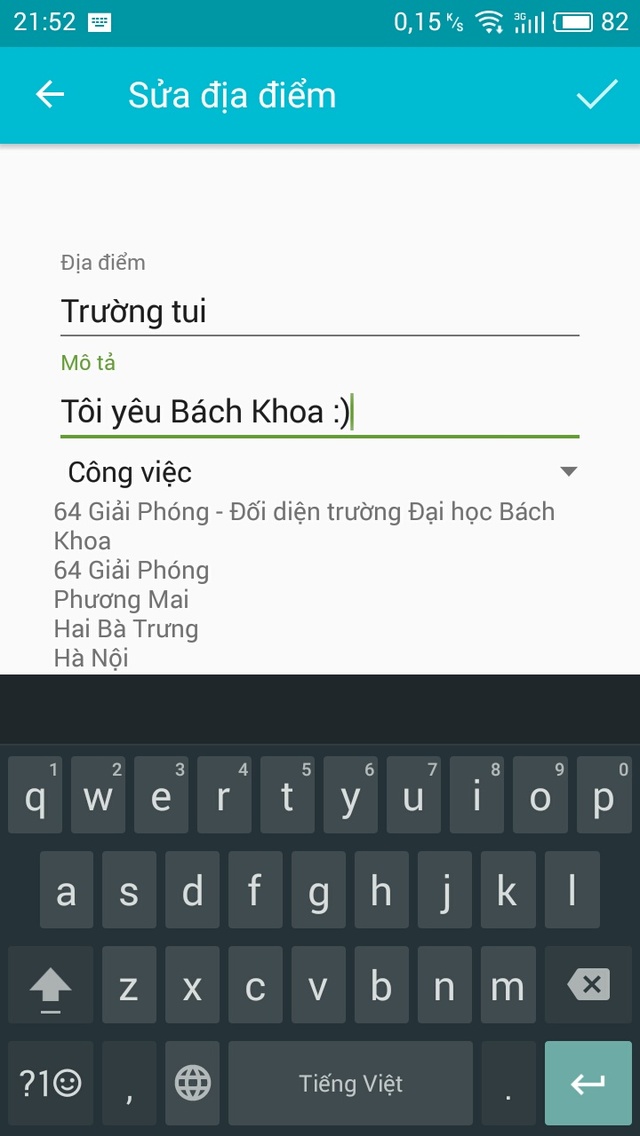 21:52 0,15 K/s 3G 82
Sửa địa điểm
Địa điểm
Trường tui
Mô tả
Tôi yêu Bách Khoa :)
Công việc
64 Giải Phóng - Đối diện trường Đại học Bách
Khoa
64 Giải Phóng
Phương Mai
Hai Bà Trưng
Hà Nội
1 2 3 4 5 6 7 8 9 0
q w e r t y u i o p
a s d f g h j k l
z x c v b n m
?1☺ , Tiếng Việt .